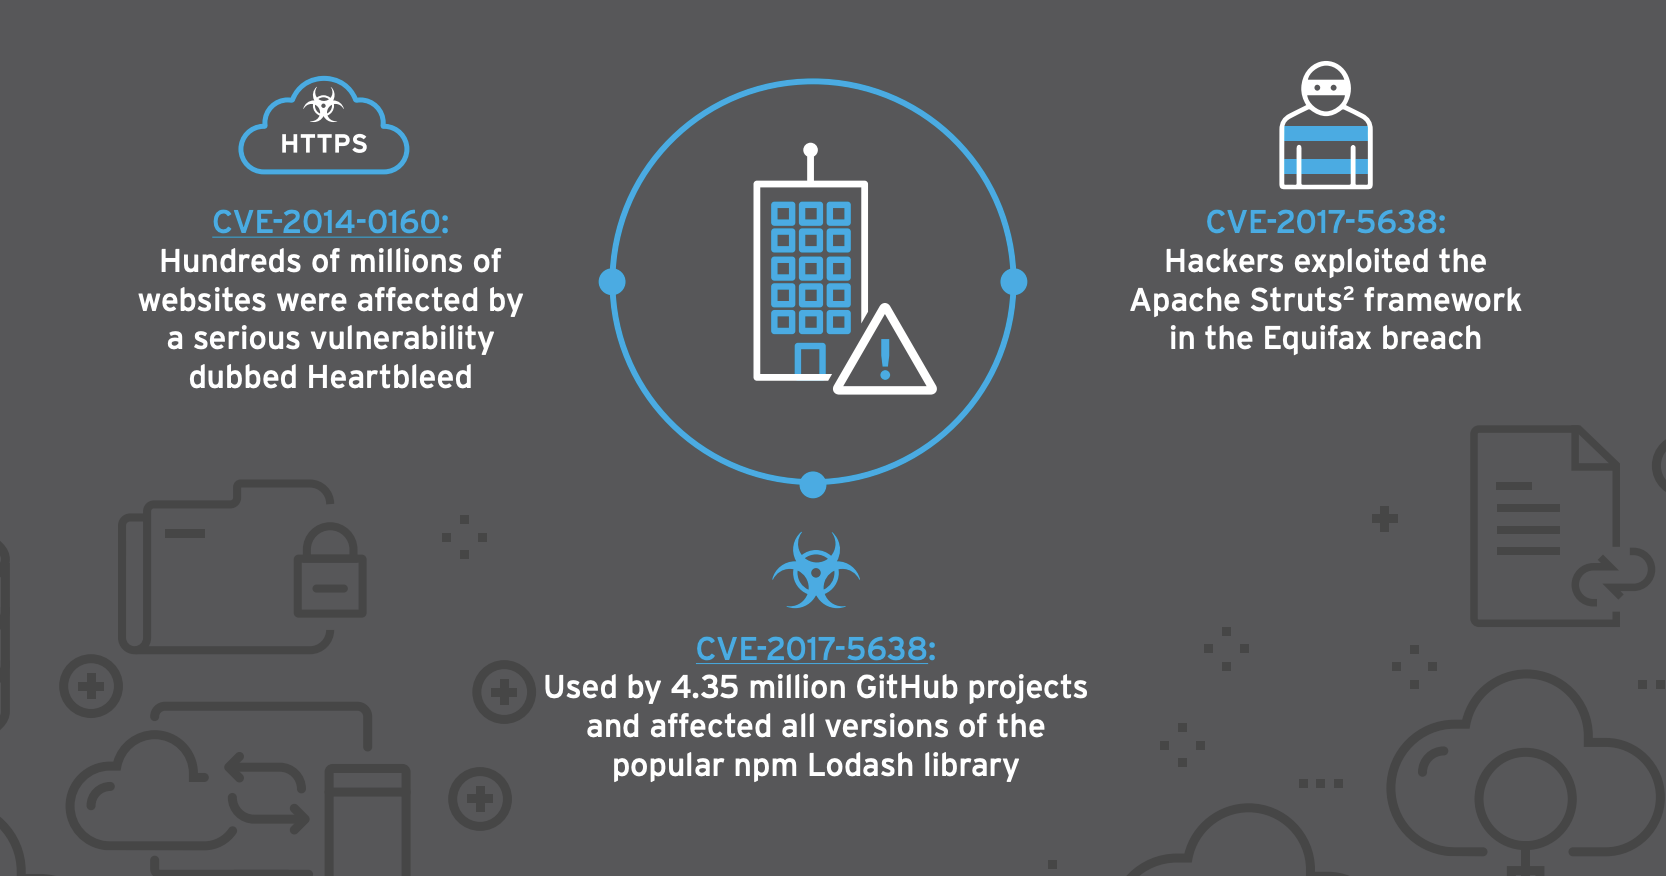 HTTPS
CVE-2014-0160:
Hundreds of millions of
websites were affected by
a serious vulnerability
dubbed Heartbleed
!
CVE-2017-5638:
Hackers exploited the
Apache Struts² framework
in the Equifax breach
CVE-2017-5638:
Used by 4.35 million GitHub projects
and affected all versions of the
popular npm Lodash library